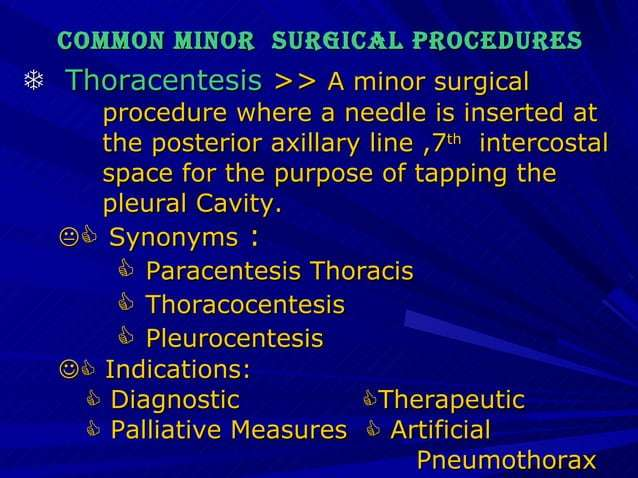 COMMON MINOR SURGICAL PROCEDURES
Thoracentesis >> A minor surgical
procedure where a needle is inserted at
the posterior axillary line ,7th intercostal
space for the purpose of tapping the
pleural Cavity.
Synonyms :
Paracentesis Thoracis
Thoracocentesis
Pleurocentesis
Indications:
Diagnostic Therapeutic
Palliative Measures Artificial
Pneumothorax